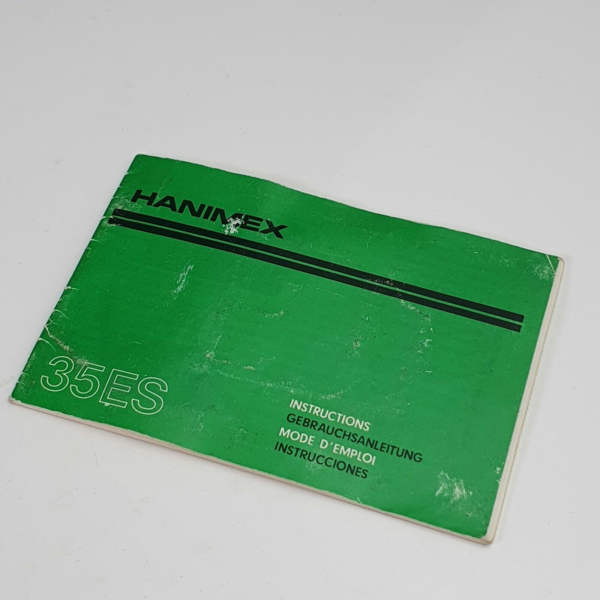 HANIMEX
35ES
INSTRUCTIONS
GEBRAUCHSANLEITUNG
MODE D'EMPLOI
INSTRUCCIONES